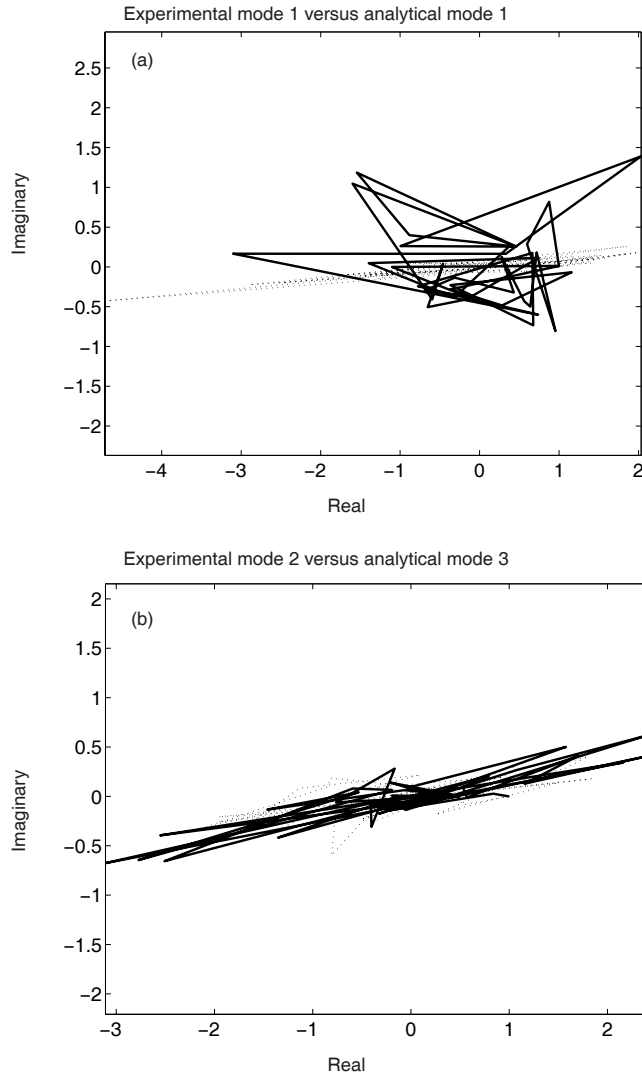 Experimental mode 1 versus analytical mode 1
(a)
2.5
2
1.5
1
0.5
0
−0.5
−1
−1.5
−2
Imaginary
−4 −3 −2 −1 0 1 2
Real
Experimental mode 2 versus analytical mode 3
(b)
2
1.5
1
0.5
0
−0.5
−1
−1.5
−2
Imaginary
−3 −2 −1 0 1 2
Real